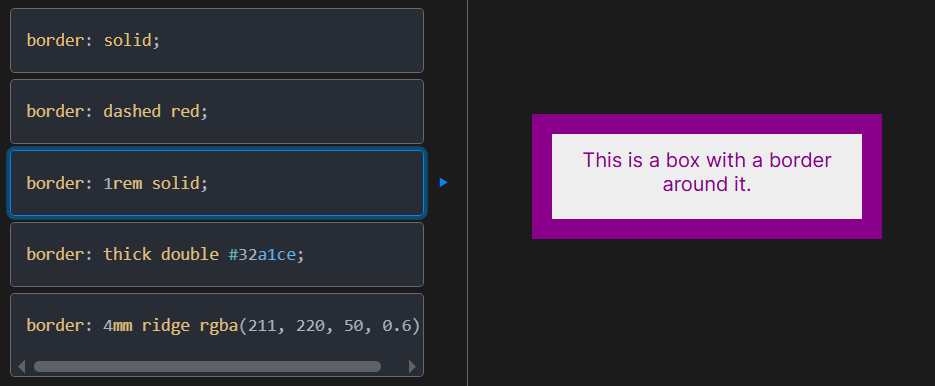 border: solid;
border: dashed red;
border: 1rem solid;
border: thick double #32a1ce;
border: 4mm ridge rgba(211, 220, 50, 0.6)
This is a box with a border
around it.